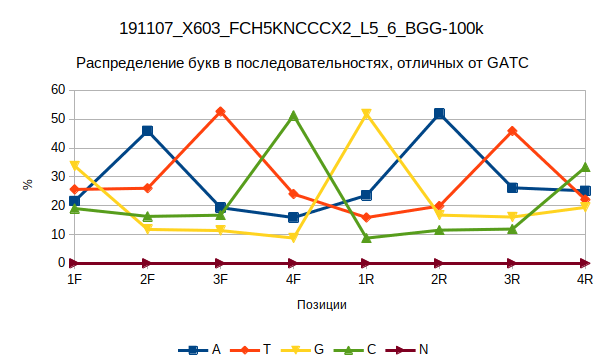 191107_X603_FCH5KNCCCX2_L5_6_BGG-100k
Распределение букв в последовательностях, отличных от GATC
60
50
40
30
20
10
0
%
1F 2F 3F 4F 1R 2R 3R 4R
Позиции
A T G C N